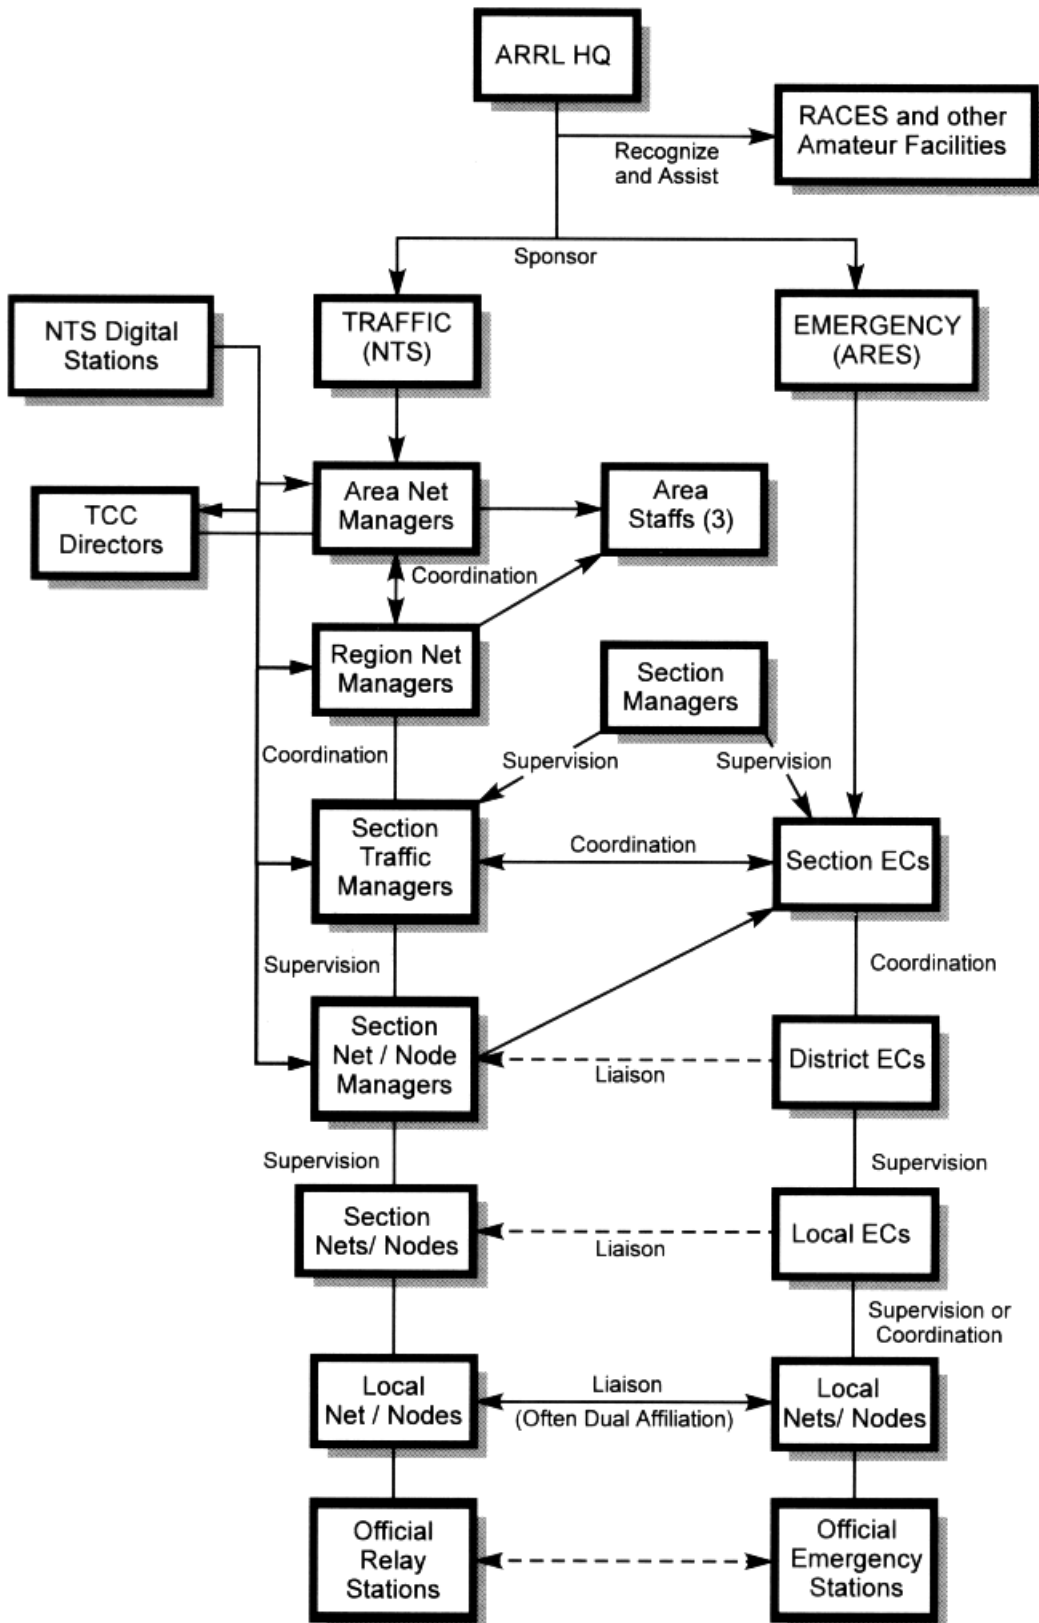 ARRL HQ
RACES and other
Amateur Facilities
Recognize
and Assist
Sponsor
NTS Digital
Stations
TRAFFIC
(NTS)
EMERGENCY
(ARES)
TCC
Directors
Area Net
Managers
Area
Staffs (3)
Coordination
Region Net
Managers
Section
Managers
Coordination
Supervision
Supervision
Section
Traffic
Managers
Coordination
Section ECs
Supervision
Coordination
Section
Net / Node
Managers
Liaison
District ECs
Supervision
Supervision
Section
Nets/ Nodes
Liaison
Local ECs
Supervision or
Coordination
Local
Net / Nodes
Liaison
(Often Dual Affiliation)
Local
Nets/ Nodes
Official
Relay
Stations
Official
Emergency
Stations